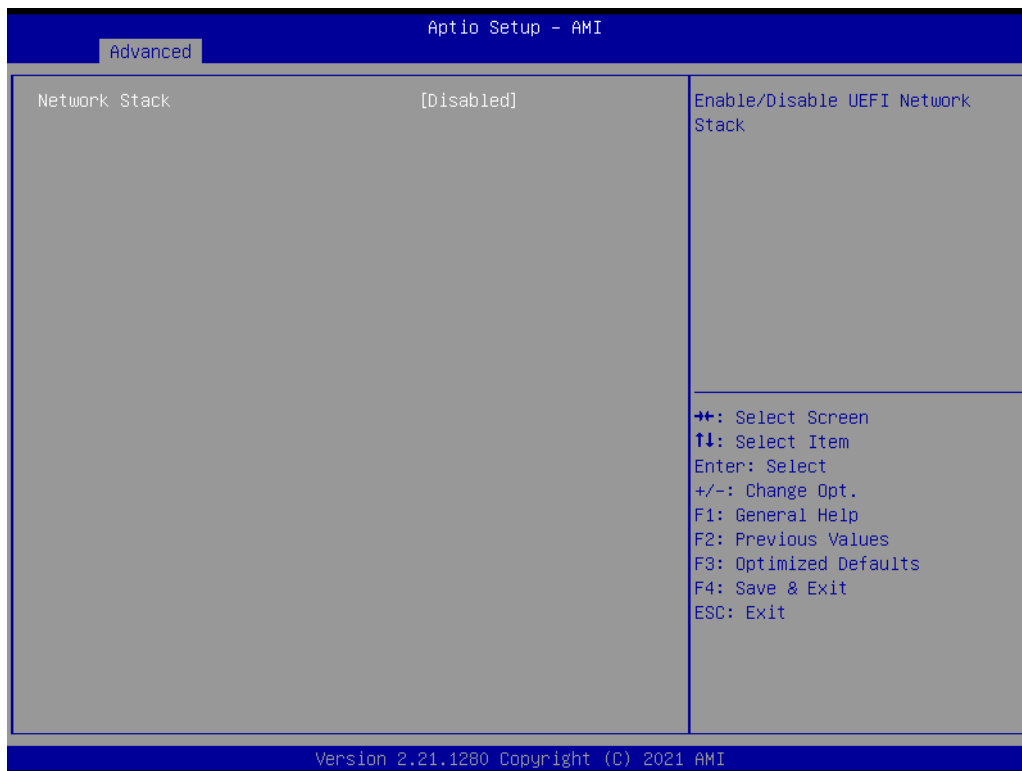 Aptio Setup – AMI
Advanced
Network Stack [Disabled]
Enable/Disable UEFI Network
Stack
→←: Select Screen
↑↓: Select Item
Enter: Select
+/-: Change Opt.
F1: General Help
F2: Previous Values
F3: Optimized Defaults
F4: Save & Exit
ESC: Exit
Version 2.21.1280 Copyright (C) 2021 AMI